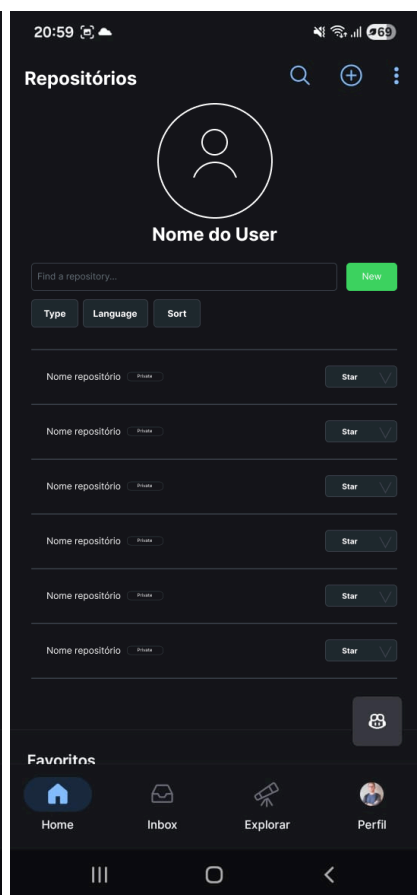 20:59 69
Repositórios
Nome do User
Find a repository... New
Type Language Sort
Nome repositório Private Star
Nome repositório Private Star
Nome repositório Private Star
Nome repositório Private Star
Nome repositório Private Star
Nome repositório Private Star
Favoritos
Home Inbox Explorar Perfil